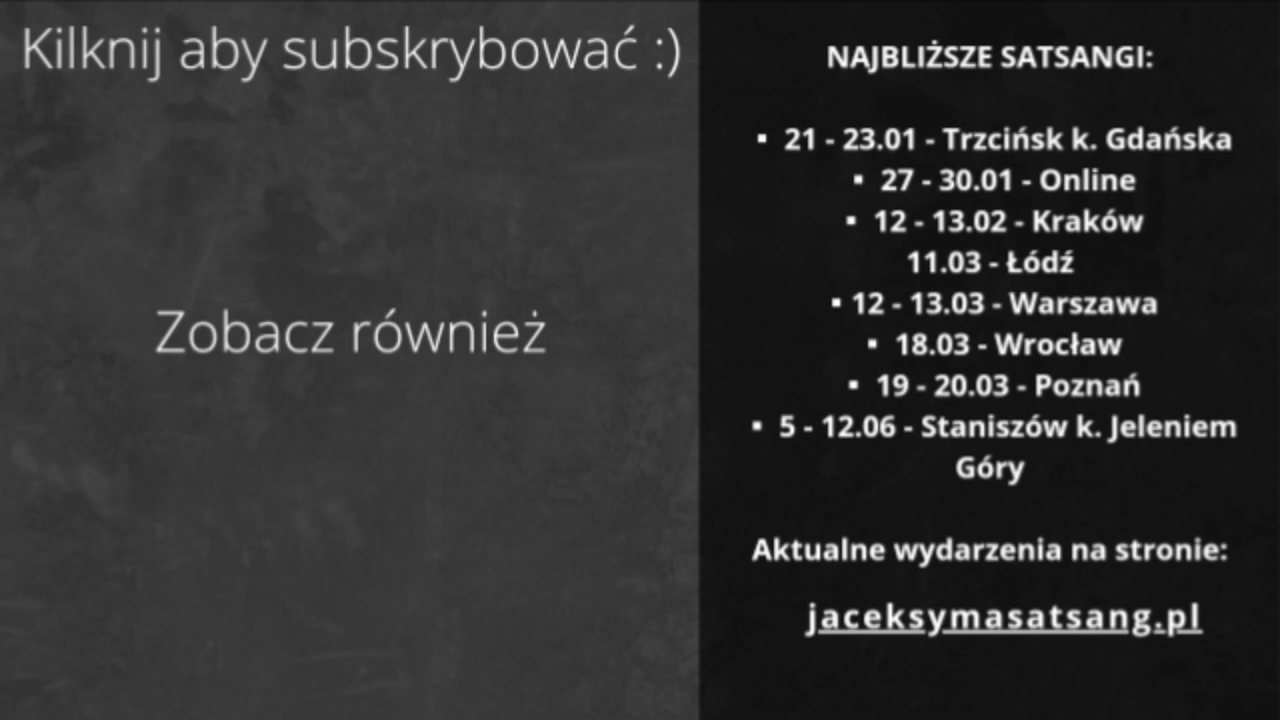 Kilknij aby subskrybować :)
Zobacz również
NAJBLIŻSZE SATSANGI:
▪ 21 - 23.01 - Trzcińsk k. Gdańska
▪ 27 - 30.01 - Online
▪ 12 - 13.02 - Kraków
11.03 - Łódź
▪ 12 - 13.03 - Warszawa
▪ 18.03 - Wrocław
▪ 19 - 20.03 - Poznań
▪ 5 - 12.06 - Staniszów k. Jeleniem
Góry
Aktualne wydarzenia na stronie:
jaceksymasatsang.pl